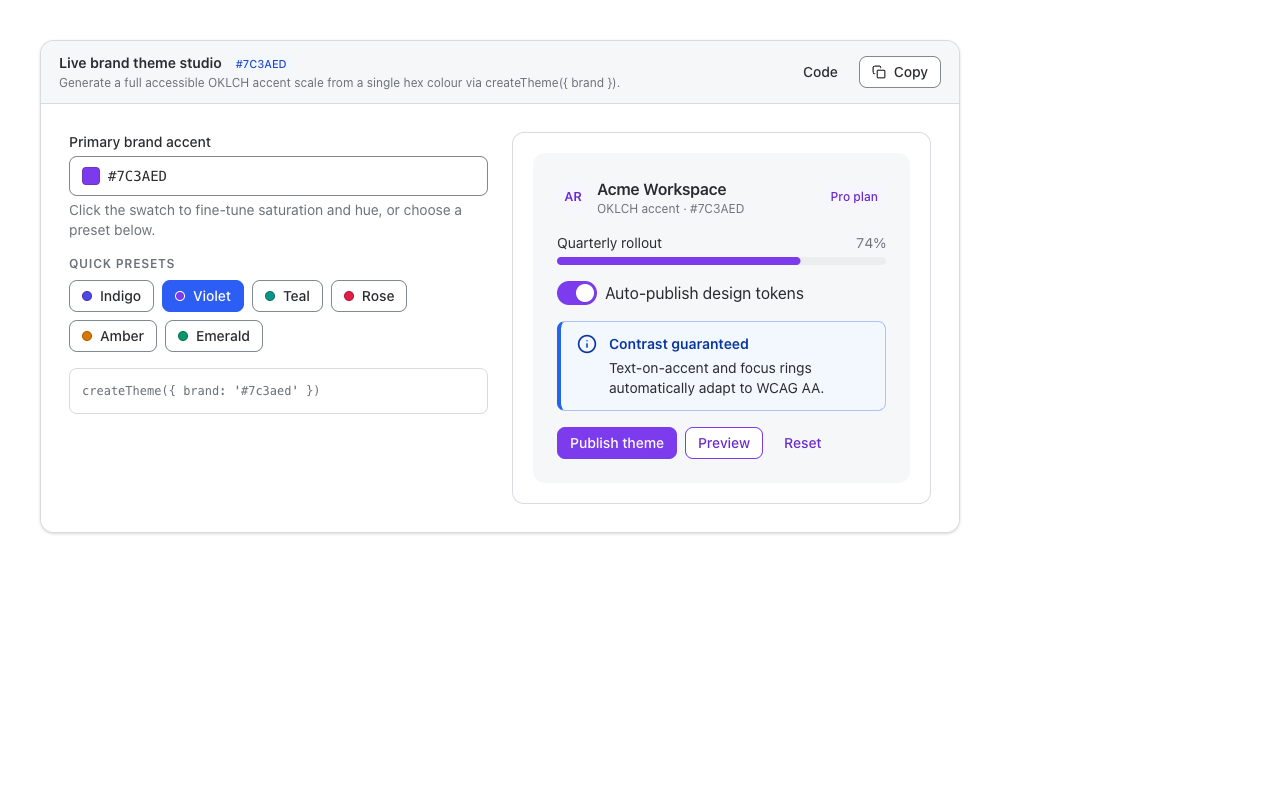 Live brand theme studio #7C3AED
Generate a full accessible OKLCH accent scale from a single hex colour via createTheme({ brand }).
Code
Copy
Primary brand accent
#7C3AED
Click the swatch to fine-tune saturation and hue, or choose a
preset below.
QUICK PRESETS
Indigo
Violet
Teal
Rose
Amber
Emerald
createTheme({ brand: '#7c3aed' })
AR
Acme Workspace
OKLCH accent · #7C3AED
Pro plan
Quarterly rollout
74%
Auto-publish design tokens
Contrast guaranteed
Text-on-accent and focus rings
automatically adapt to WCAG AA.
Publish theme
Preview
Reset